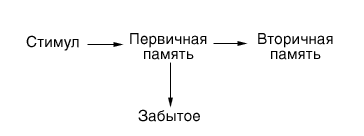 Стимул
Первичная
память
Вторичная
память
Забытое